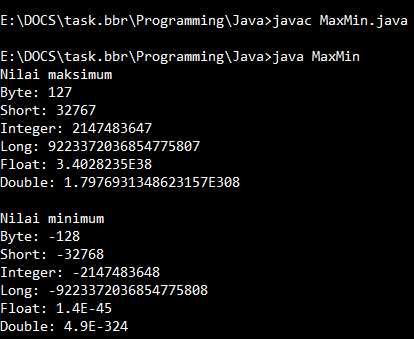 E:\DOCS\task.bbr\Programming\Java>javac MaxMin.java
E:\DOCS\task.bbr\Programming\Java>java MaxMin
Nilai maksimum
Byte: 127
Short: 32767
Integer: 2147483647
Long: 9223372036854775807
Float: 3.4028235E38
Double: 1.7976931348623157E308
Nilai minimum
Byte: -128
Short: -32768
Integer: -2147483648
Long: -9223372036854775808
Float: 1.4E-45
Double: 4.9E-324